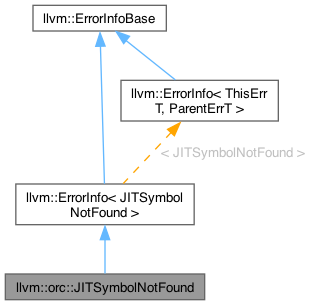 llvm::ErrorInfoBase
llvm::ErrorInfo< ThisErr
T, ParentErrT >
< JITSymbolNotFound >
llvm::ErrorInfo< JITSymbol
NotFound >
llvm::orc::JITSymbolNotFound